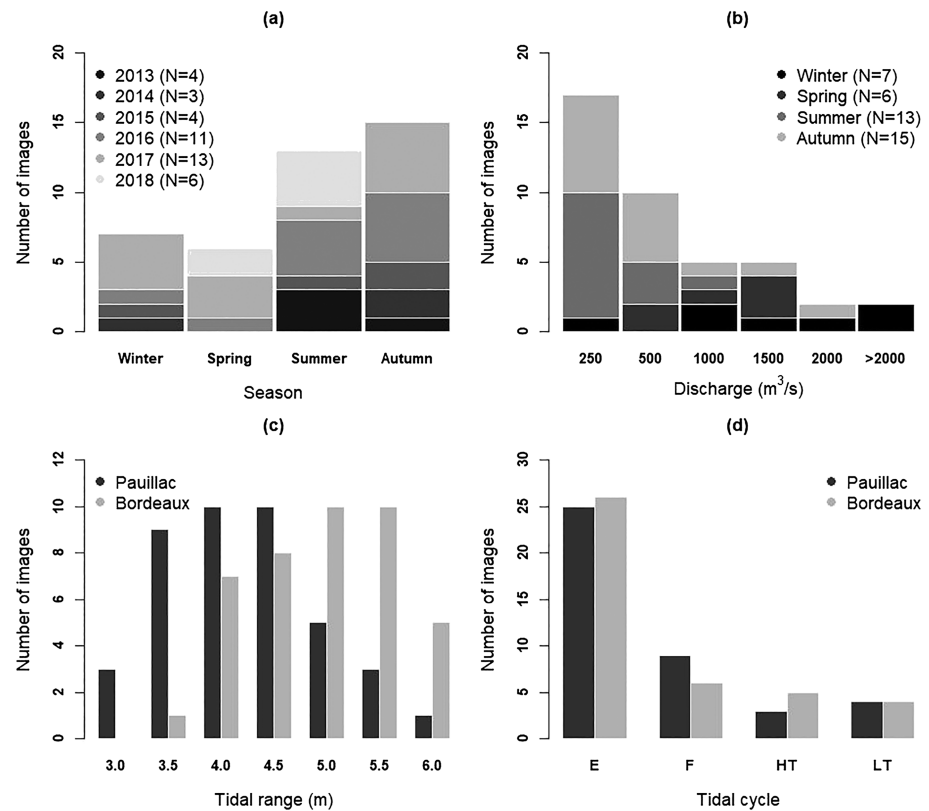 (a)
20
15
10
5
0
Number of images
2013 (N=4)
2014 (N=3)
2015 (N=4)
2016 (N=11)
2017 (N=13)
2018 (N=6)
Winter Spring Summer Autumn
Season
(b)
20
15
10
5
0
Number of images
Winter (N=7)
Spring (N=6)
Summer (N=13)
Autumn (N=15)
250 500 1000 1500 2000 >2000
Discharge (m³/s)
(c)
12
10
8
6
4
2
0
Number of images
Pauillac
Bordeaux
3.0 3.5 4.0 4.5 5.0 5.5 6.0
Tidal range (m)
(d)
30
25
20
15
10
5
0
Number of images
Pauillac
Bordeaux
E F HT LT
Tidal cycle